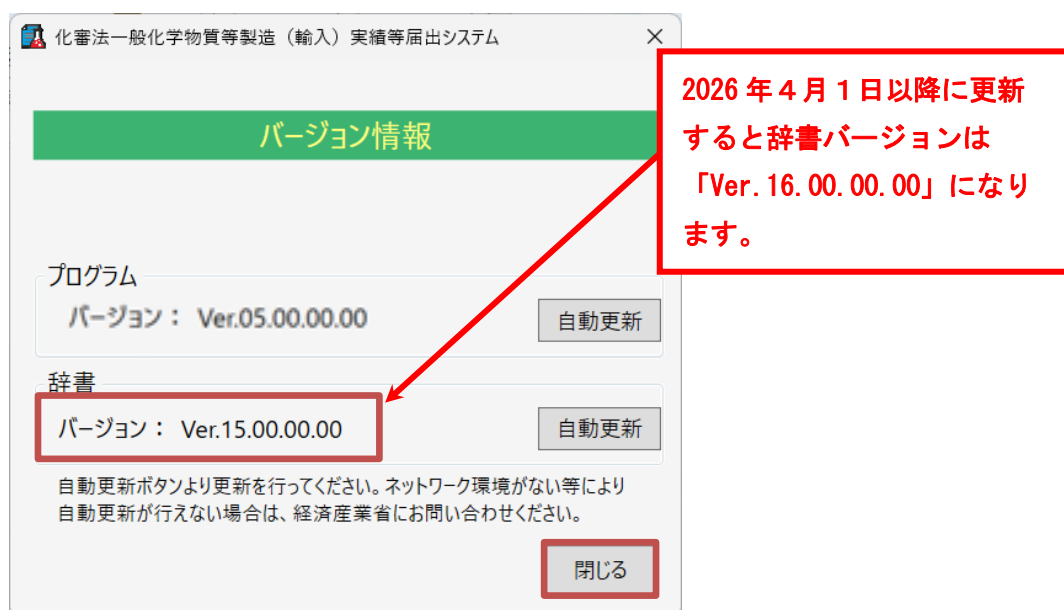 化審法一般化学物質等製造（輸入）実績等届出システム
バージョン情報
2026年４月１日以降に更新
すると辞書バージョンは
「Ver.16.00.00.00」になり
ます。
プログラム
バージョン： Ver.05.00.00.00
自動更新
辞書
バージョン： Ver.15.00.00.00
自動更新
自動更新ボタンより更新を行ってください。ネットワーク環境がない等により
自動更新が行えない場合は、経済産業省にお問い合わせください。
閉じる